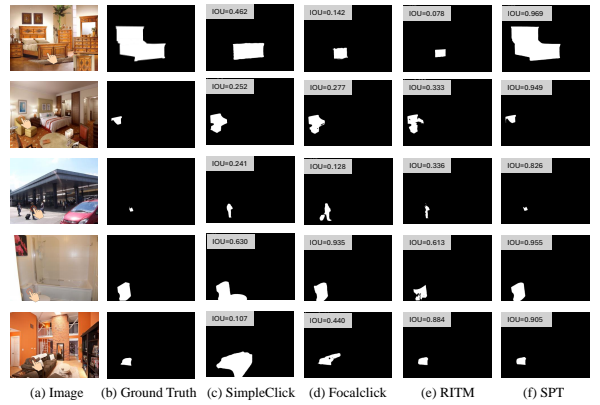 IOU=0.462 IOU=0.142 IOU=0.078 IOU=0.969
IOU=0.252 IOU=0.277 IOU=0.333 IOU=0.949
IOU=0.241 IOU=0.128 IOU=0.336 IOU=0.826
IOU=0.630 IOU=0.935 IOU=0.613 IOU=0.955
IOU=0.107 IOU=0.440 IOU=0.884 IOU=0.905
(a) Image (b) Ground Truth (c) SimpleClick (d) Focalclick (e) RITM (f) SPT